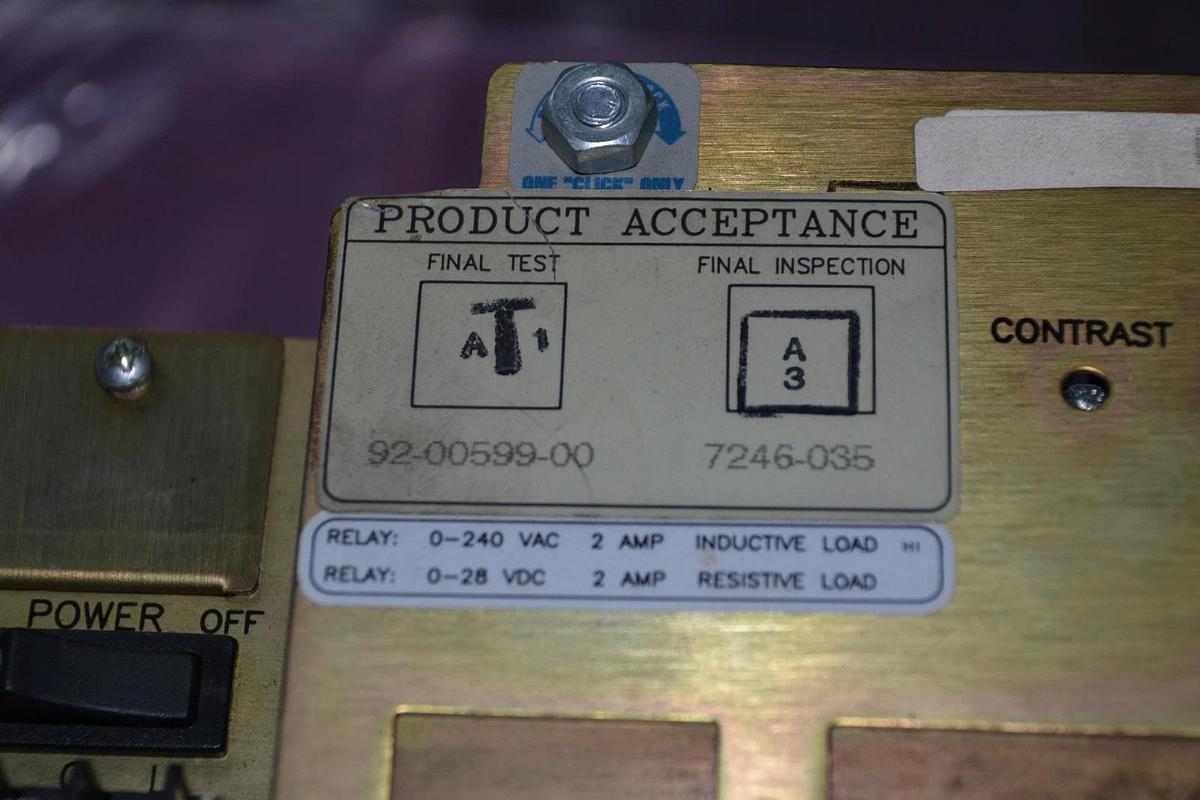 ONE "CLICK" ONLY
PRODUCT ACCEPTANCE
FINAL TEST FINAL INSPECTION
A T 1
A
3
92-00599-00 7246-035
CONTRAST
RELAY: 0-240 VAC 2 AMP INDUCTIVE LOAD HI
RELAY: 0-28 VDC 2 AMP RESISTIVE LOAD
POWER OFF